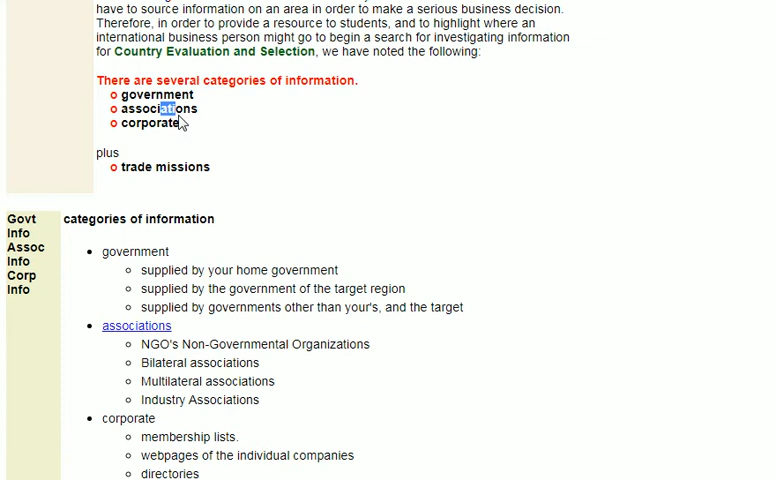 have to source information on an area in order to make a serious business decision.
Therefore, in order to provide a resource to students, and to highlight where an
international business person might go to begin a search for investigating information
for Country Evaluation and Selection, we have noted the following:
There are several categories of information.
o government
o associations
o corporate
plus
o trade missions
Govt
Info
Assoc
Info
Corp
Info
categories of information
• government
○ supplied by your home government
○ supplied by the government of the target region
○ supplied by governments other than your's, and the target
• associations
○ NGO's Non-Governmental Organizations
○ Bilateral associations
○ Multilateral associations
○ Industry Associations
• corporate
○ membership lists.
○ webpages of the individual companies
○ directories